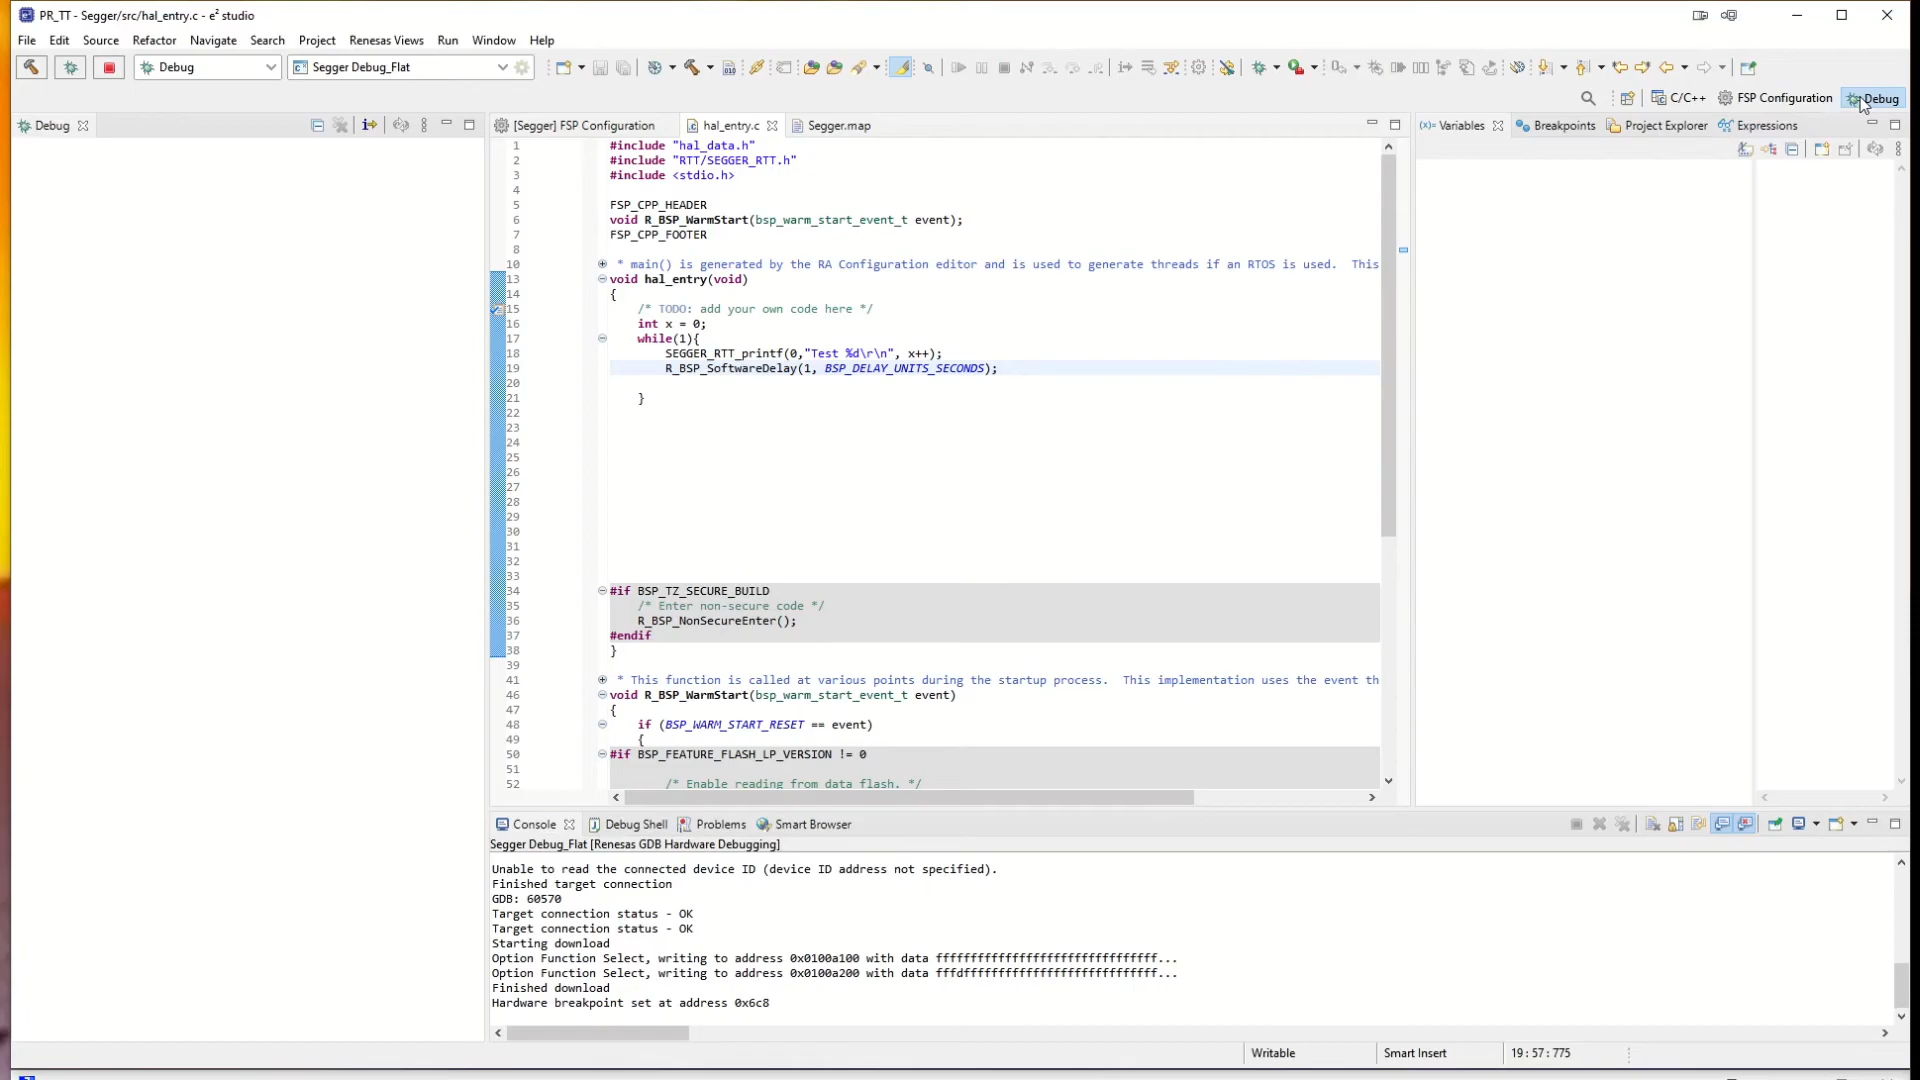 PR_TT - Segger/src/hal_entry.c - e² studio
File Edit Source Refactor Navigate Search Project Renesas Views Run Window Help
Debug Segger Debug_Flat
C/C++ FSP Configuration Debug
Debug
[Segger] FSP Configuration hal_entry.c Segger.map
(x)= Variables Breakpoints Project Explorer Expressions
1 #include "hal_data.h"
2 #include "RTT/SEGGER_RTT.h"
3 #include <stdio.h>
4
5 FSP_CPP_HEADER
6 void R_BSP_WarmStart(bsp_warm_start_event_t event);
7 FSP_CPP_FOOTER
8
10 * main() is generated by the RA Configuration editor and is used to generate threads if an RTOS is used.  This
13 void hal_entry(void)
14 {
15 /* TODO: add your own code here */
16 int x = 0;
17 while(1){
18 SEGGER_RTT_printf(0,"Test %d\r\n", x++);
19 R_BSP_SoftwareDelay(1, BSP_DELAY_UNITS_SECONDS);
20
21 }
22
23
24
25
26
27
28
29
30
31
32
33
34 #if BSP_TZ_SECURE_BUILD
35 /* Enter non-secure code */
36 R_BSP_NonSecureEnter();
37 #endif
38 }
39
41 * This function is called at various points during the startup process.  This implementation uses the event th
46 void R_BSP_WarmStart(bsp_warm_start_event_t event)
47 {
48 if (BSP_WARM_START_RESET == event)
49 {
50 #if BSP_FEATURE_FLASH_LP_VERSION != 0
51
52 /* Enable reading from data flash. */
Console Debug Shell Problems Smart Browser
Segger Debug_Flat [Renesas GDB Hardware Debugging]
Unable to read the connected device ID (device ID address not specified).
Finished target connection
GDB: 60570
Target connection status - OK
Target connection status - OK
Starting download
Option Function Select, writing to address 0x0100a100 with data ffffffffffffffffffffffffffffffff...
Option Function Select, writing to address 0x0100a200 with data fffdffffffffffffffffffffffffffff...
Finished download
Hardware breakpoint set at address 0x6c8
Writable Smart Insert 19 : 57 : 775